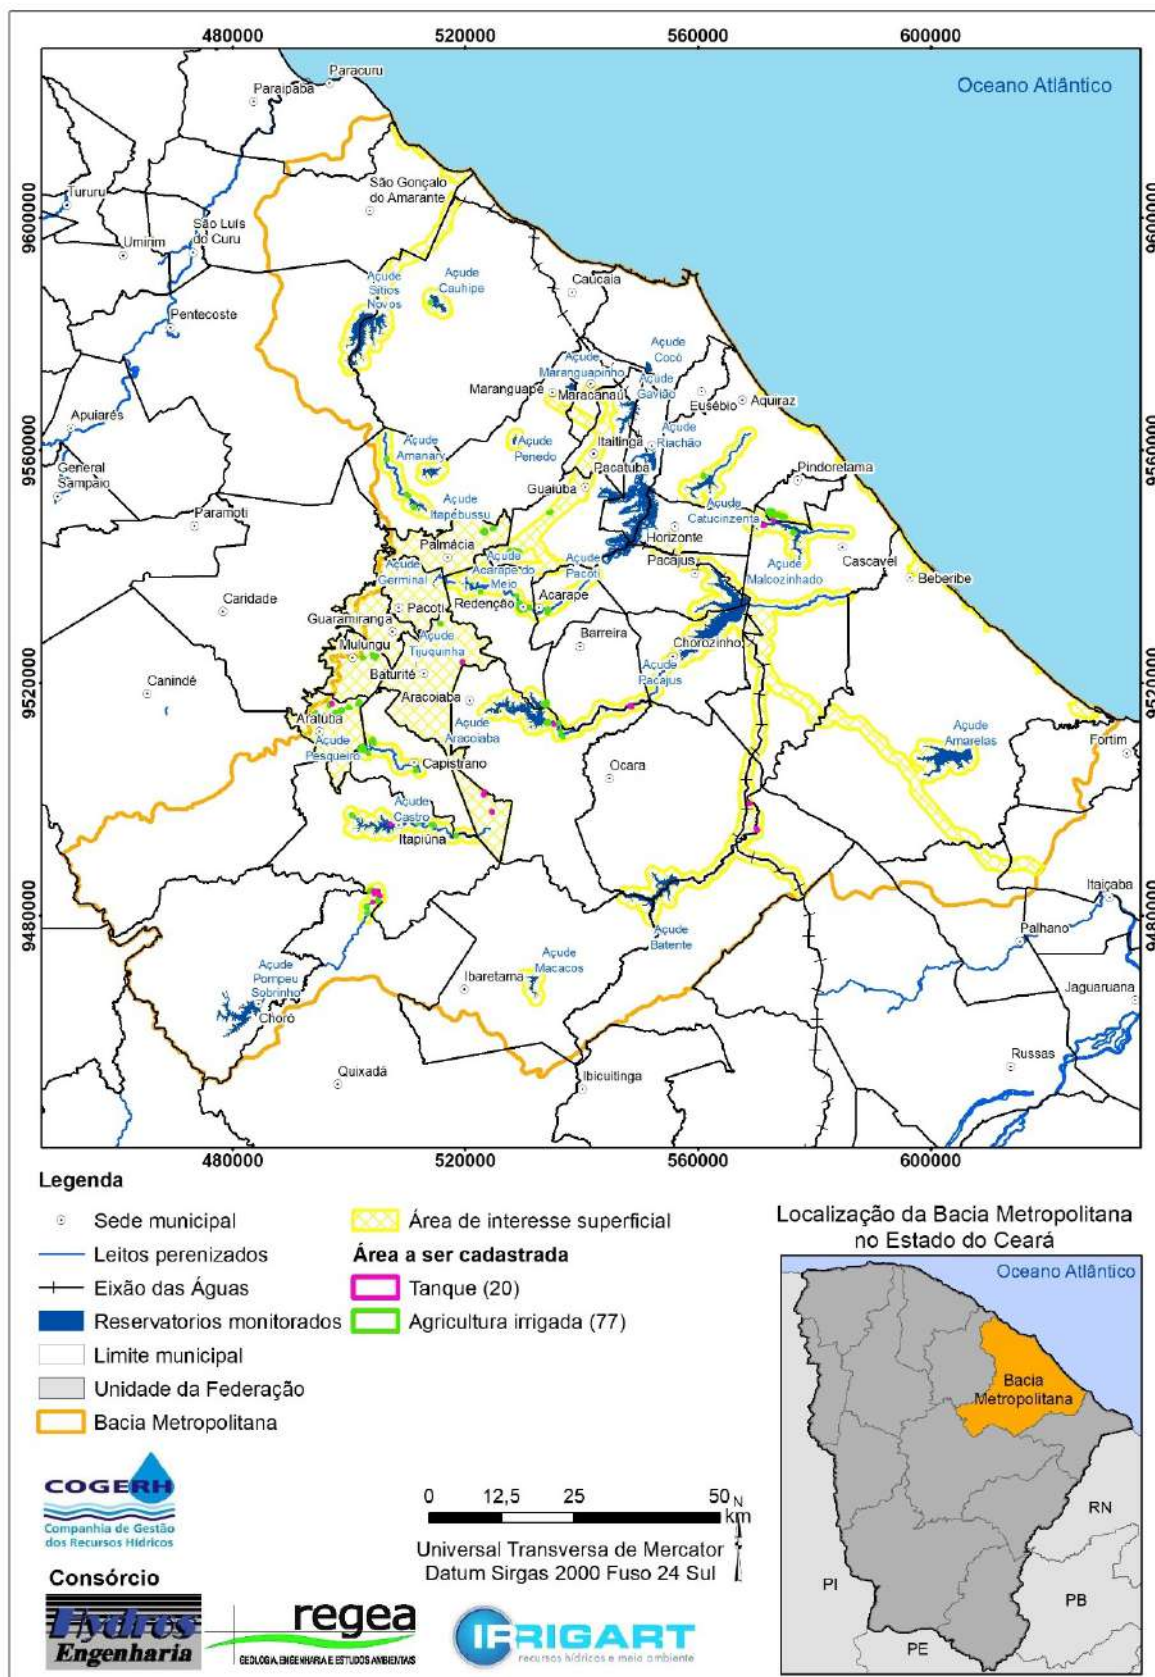 480000
520000
560000
600000
Paracuru
Paraipaba
Oceano Atlântico
São Gonçalo
do Amarante
Tururu
9600000
9600000
São Luís
do Curu
Umirim
Açude
Sítios
Novos
Açude
Cauhipe
Caucaia
Pentecoste
Açude
Cocó
Açude
Maranguapinho
Açude
Gavião
Maranguape
Maracanaú
Eusébio
Aquiraz
Apuiarés
Açude
Amanary
Açude
Penedo
Itaitinga
Açude
Riachão
9560000
9560000
General
Sampaio
Pacatuba
Pindoretama
Guaiúba
Paramoti
Açude
Itapebussu
Açude
Catucinzenta
Horizonte
Palmácia
Açude
Germinal
Açude
Acarape do
Meio
Açude
Pacoti
Pacajus
Açude
Malcozinhado
Cascavel
Beberibe
Caridade
Pacoti
Redenção
Acarape
Guaramiranga
Açude
Tijuquinha
Barreira
Chorozinho
Mulungu
Baturité
Açude
Pacajus
Canindé
Aracoiaba
9520000
9520000
Aratuba
Açude
Pesqueiro
Açude
Aracoiaba
Açude
Amarelas
Fortim
Capistrano
Ocara
Açude
Castro
Itapiúna
Itaiçaba
9480000
9480000
Açude
Batente
Palhano
Açude
Pompeu
Sobrinho
Choró
Ibaretama
Açude
Macacos
Jaguaruana
Russas
Quixadá
Ibicuitinga
480000
520000
560000
600000
Legenda
Sede municipal
Leitos perenizados
Eixão das Águas
Reservatorios monitorados
Limite municipal
Unidade da Federação
Bacia Metropolitana
Área de interesse superficial
Área a ser cadastrada
Tanque (20)
Agricultura irrigada (77)
Localização da Bacia Metropolitana
no Estado do Ceará
Oceano Atlântico
Bacia
Metropolitana
RN
PB
PI
PE
COGERH
Companhia de Gestão
dos Recursos Hídricos
0 12,5 25 50
km
N
Universal Transversa de Mercator
Datum Sirgas 2000 Fuso 24 Sul
Consórcio
Hydros
Engenharia
regea
GEOLOGIA, ENGENHARIA E ESTUDOS AMBIENTAIS
IFRIGART
recursos hídricos e meio ambiente